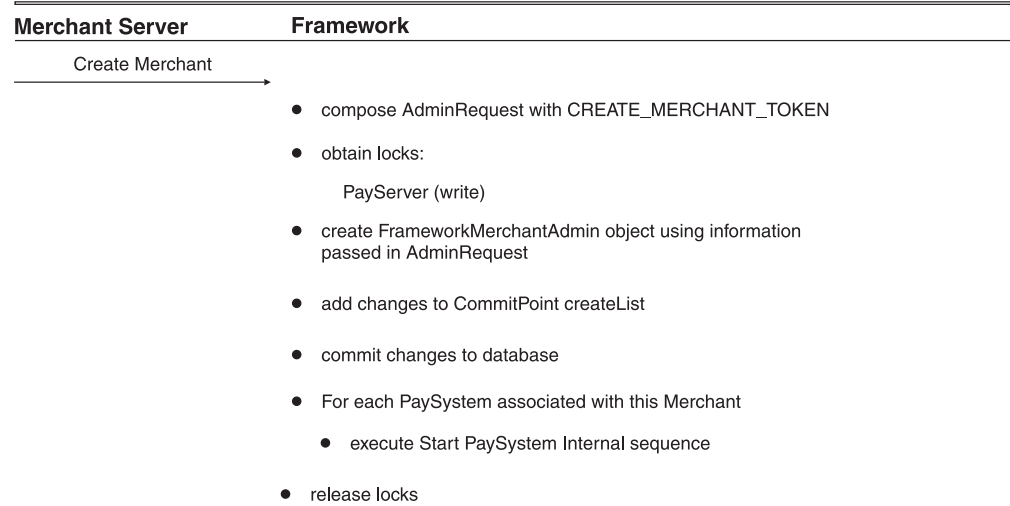 Merchant Server Framework
Create Merchant
● compose AdminRequest with CREATE_MERCHANT_TOKEN
● obtain locks:
PayServer (write)
● create FrameworkMerchantAdmin object using information
passed in AdminRequest
● add changes to CommitPoint createList
● commit changes to database
● For each PaySystem associated with this Merchant
● execute Start PaySystem Internal sequence
● release locks